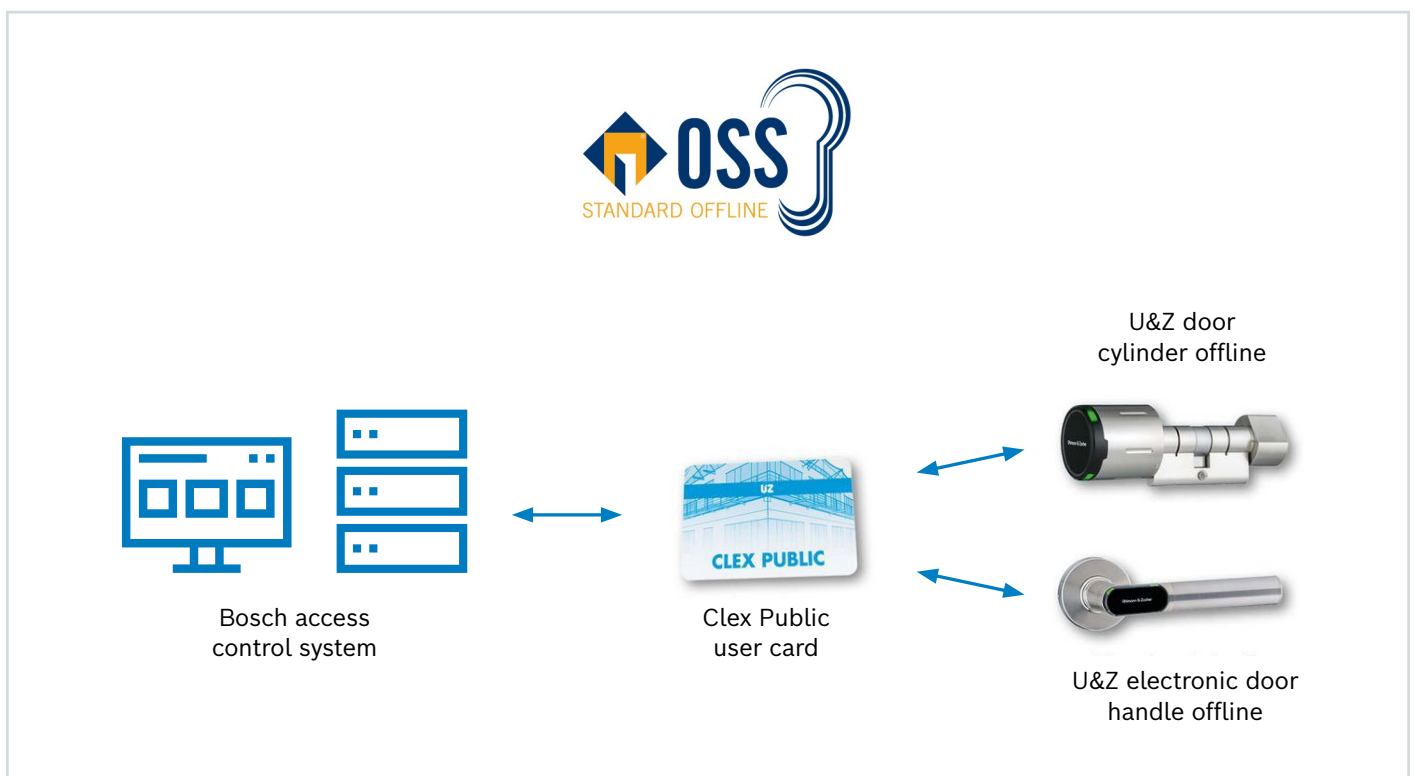 OSS
STANDARD OFFLINE
U&Z door
cylinder offline
UZ
CLEX PUBLIC
Bosch access
control system
Clex Public
user card
U&Z electronic door
handle offline